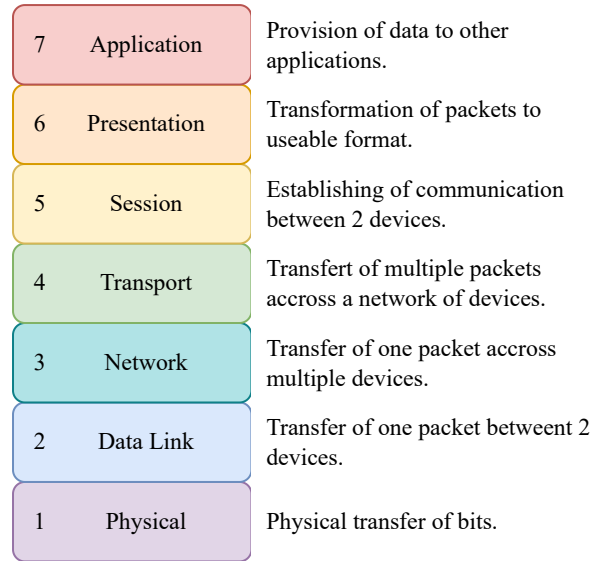 7 Application
Provision of data to other
applications.
6 Presentation
Transformation of packets to
useable format.
5 Session
Establishing of communication
between 2 devices.
4 Transport
Transfert of multiple packets
accross a network of devices.
3 Network
Transfer of one packet accross
multiple devices.
2 Data Link
Transfer of one packet betweent 2
devices.
1 Physical
Physical transfer of bits.